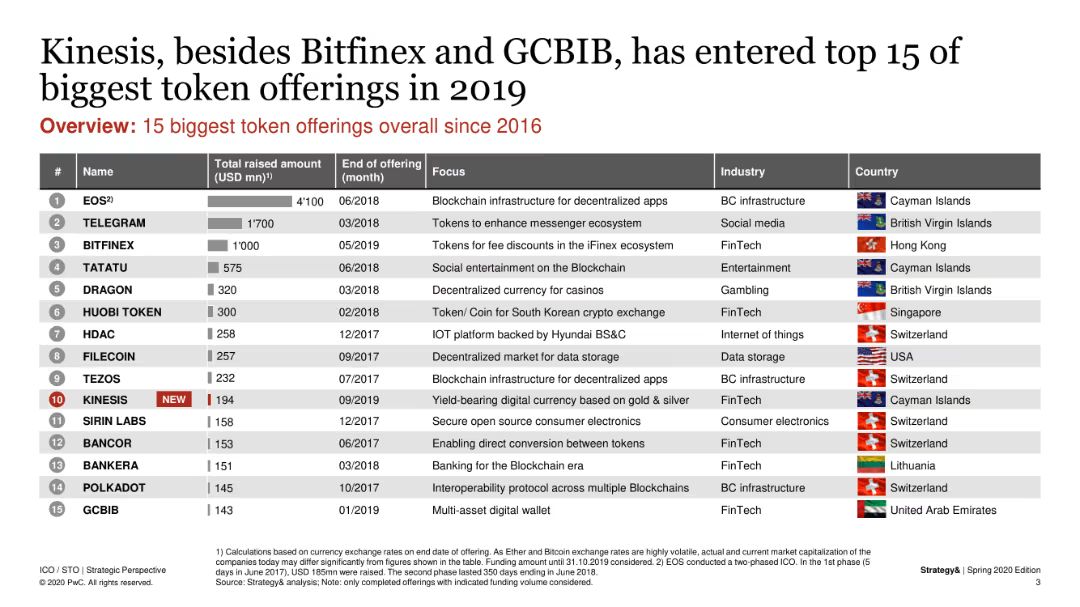 Kinesis, besides Bitfinex and GCBIB, has entered top 15 of
biggest token offerings in 2019
Overview: 15 biggest token offerings overall since 2016
# Name Total raised amount (USD mn)1) End of offering (month) Focus Industry Country
1 EOS2) 4'100 06/2018 Blockchain infrastructure for decentralized apps BC infrastructure Cayman Islands
2 TELEGRAM 1'700 03/2018 Tokens to enhance messenger ecosystem Social media British Virgin Islands
3 BITFINEX 1'000 05/2019 Tokens for fee discounts in the iFinex ecosystem FinTech Hong Kong
4 TATATU 575 06/2018 Social entertainment on the Blockchain Entertainment Cayman Islands
5 DRAGON 320 03/2018 Decentralized currency for casinos Gambling British Virgin Islands
6 HUOBI TOKEN 300 02/2018 Token/ Coin for South Korean crypto exchange FinTech Singapore
7 HDAC 258 12/2017 IOT platform backed by Hyundai BS&C Internet of things Switzerland
8 FILECOIN 257 09/2017 Decentralized market for data storage Data storage USA
9 TEZOS 232 07/2017 Blockchain infrastructure for decentralized apps BC infrastructure Switzerland
10 KINESIS NEW 194 09/2019 Yield-bearing digital currency based on gold & silver FinTech Cayman Islands
11 SIRIN LABS 158 12/2017 Secure open source consumer electronics Consumer electronics Switzerland
12 BANCOR 153 06/2017 Enabling direct conversion between tokens FinTech Switzerland
13 BANKERA 151 03/2018 Banking for the Blockchain era FinTech Lithuania
14 POLKADOT 145 10/2017 Interoperability protocol across multiple Blockchains BC infrastructure Switzerland
15 GCBIB 143 01/2019 Multi-asset digital wallet FinTech United Arab Emirates
1) Calculations based on currency exchange rates on end date of offering. As Ether and Bitcoin exchange rates are highly volatile, actual and current market capitalization of the
companies today may differ significantly from figures shown in the table. Funding amount until 31.10.2019 considered. 2) EOS conducted a two-phased ICO. In the 1st phase (5
days in June 2017), USD 185mn were raised. The second phase lasted 350 days ending in June 2018.
Source: Strategy& analysis; Note: only completed offerings with indicated funding volume considered.
ICO / STO | Strategic Perspective
© 2020 PwC. All rights reserved.
Strategy& | Spring 2020 Edition
3